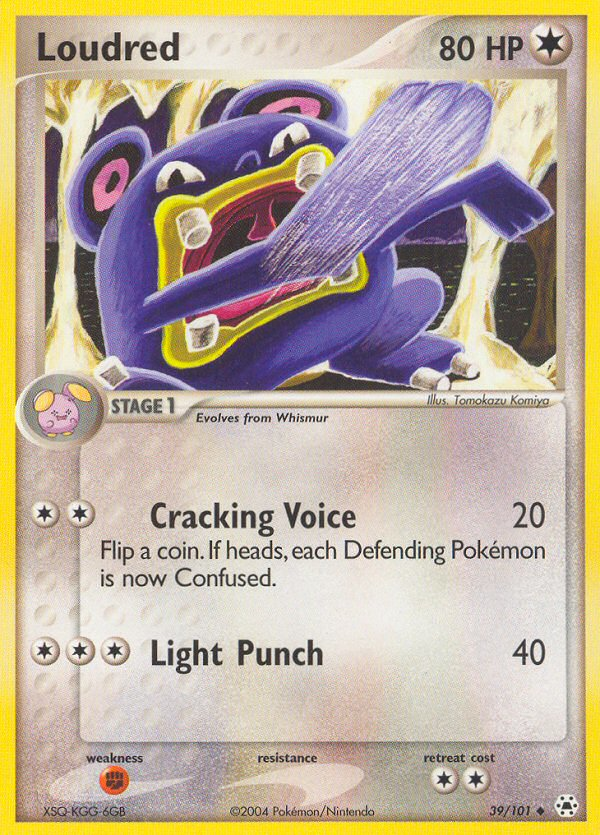 Loudred 80 HP
Illus. Tomokazu Komiya
STAGE 1
Evolves from Whismur
Cracking Voice 20
Flip a coin. If heads, each Defending Pokémon
is now Confused.
Light Punch 40
weakness resistance retreat cost
XSQ-KGG-6GB ©2004 Pokémon/Nintendo 39/101